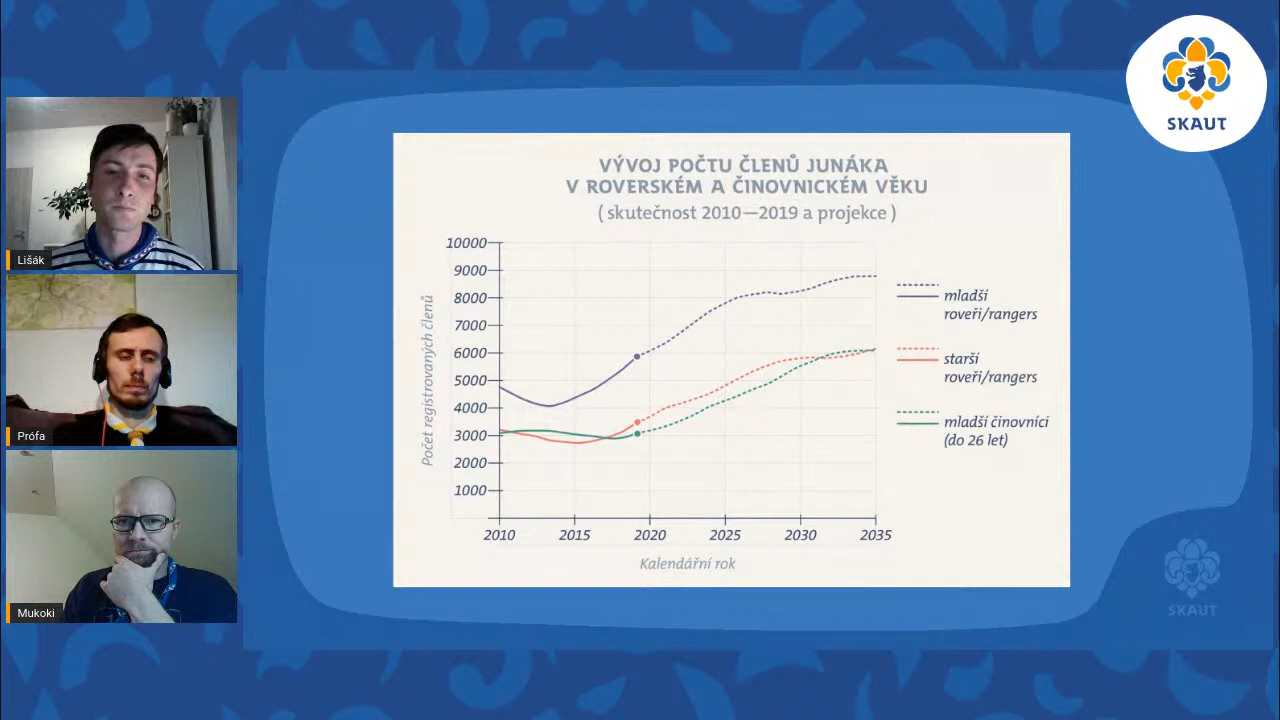 SKAUT
VÝVOJ POČTU ČLENŮ JUNÁKA
V ROVERSKÉM A ČINOVNICKÉM VĚKU
( skutečnost 2010—2019 a projekce )
10000
9000
8000
7000
6000
5000
4000
3000
2000
1000
Počet registrovaných členů
2010 2015 2020 2025 2030 2035
Kalendářní rok
mladší
roveři/rangers
starší
roveři/rangers
mladší činovníci
(do 26 let)
Lišák
Prófa
Mukoki
SKAUT